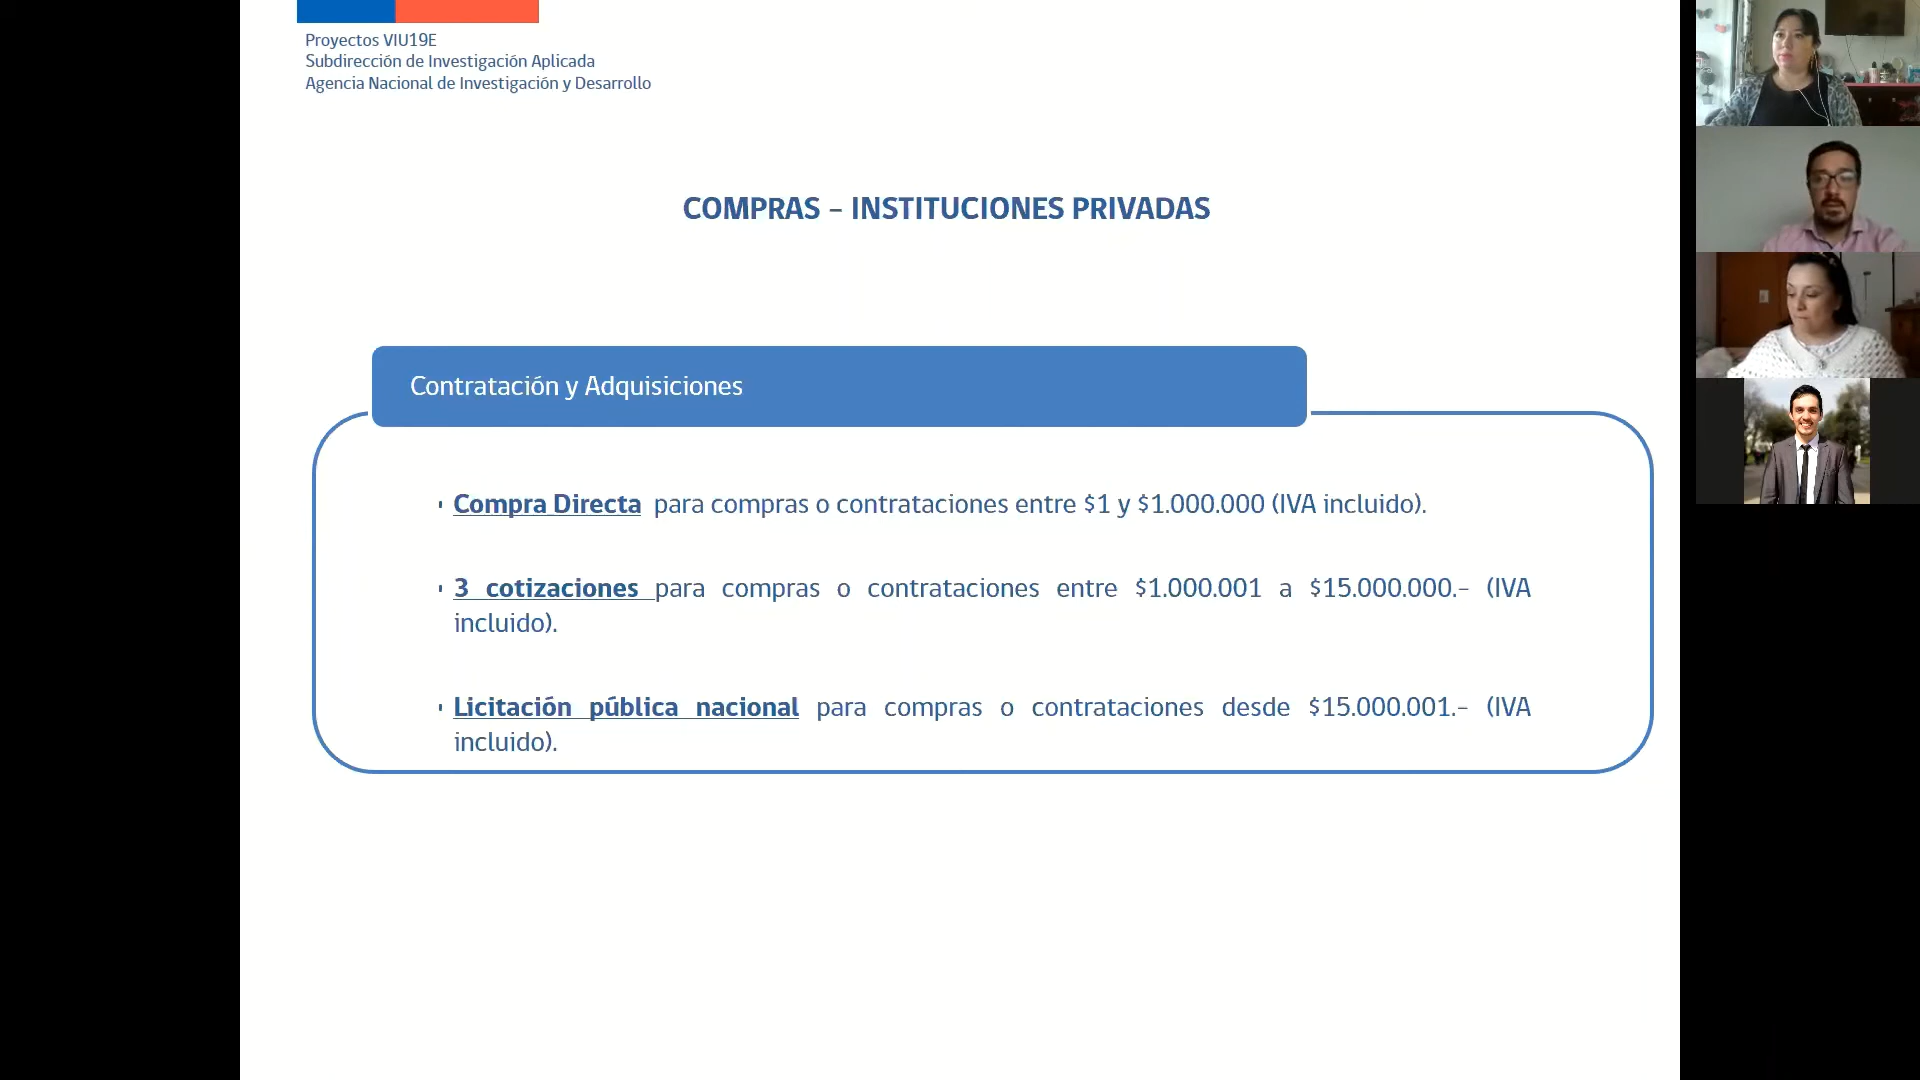 Proyectos VIU19E
Subdirección de Investigación Aplicada
Agencia Nacional de Investigación y Desarrollo
COMPRAS – INSTITUCIONES PRIVADAS
Contratación y Adquisiciones
Compra Directa para compras o contrataciones entre $1 y $1.000.000 (IVA incluido).
3 cotizaciones para compras o contrataciones entre $1.000.001 a $15.000.000.- (IVA
incluido).
Licitación pública nacional para compras o contrataciones desde $15.000.001.- (IVA
incluido).